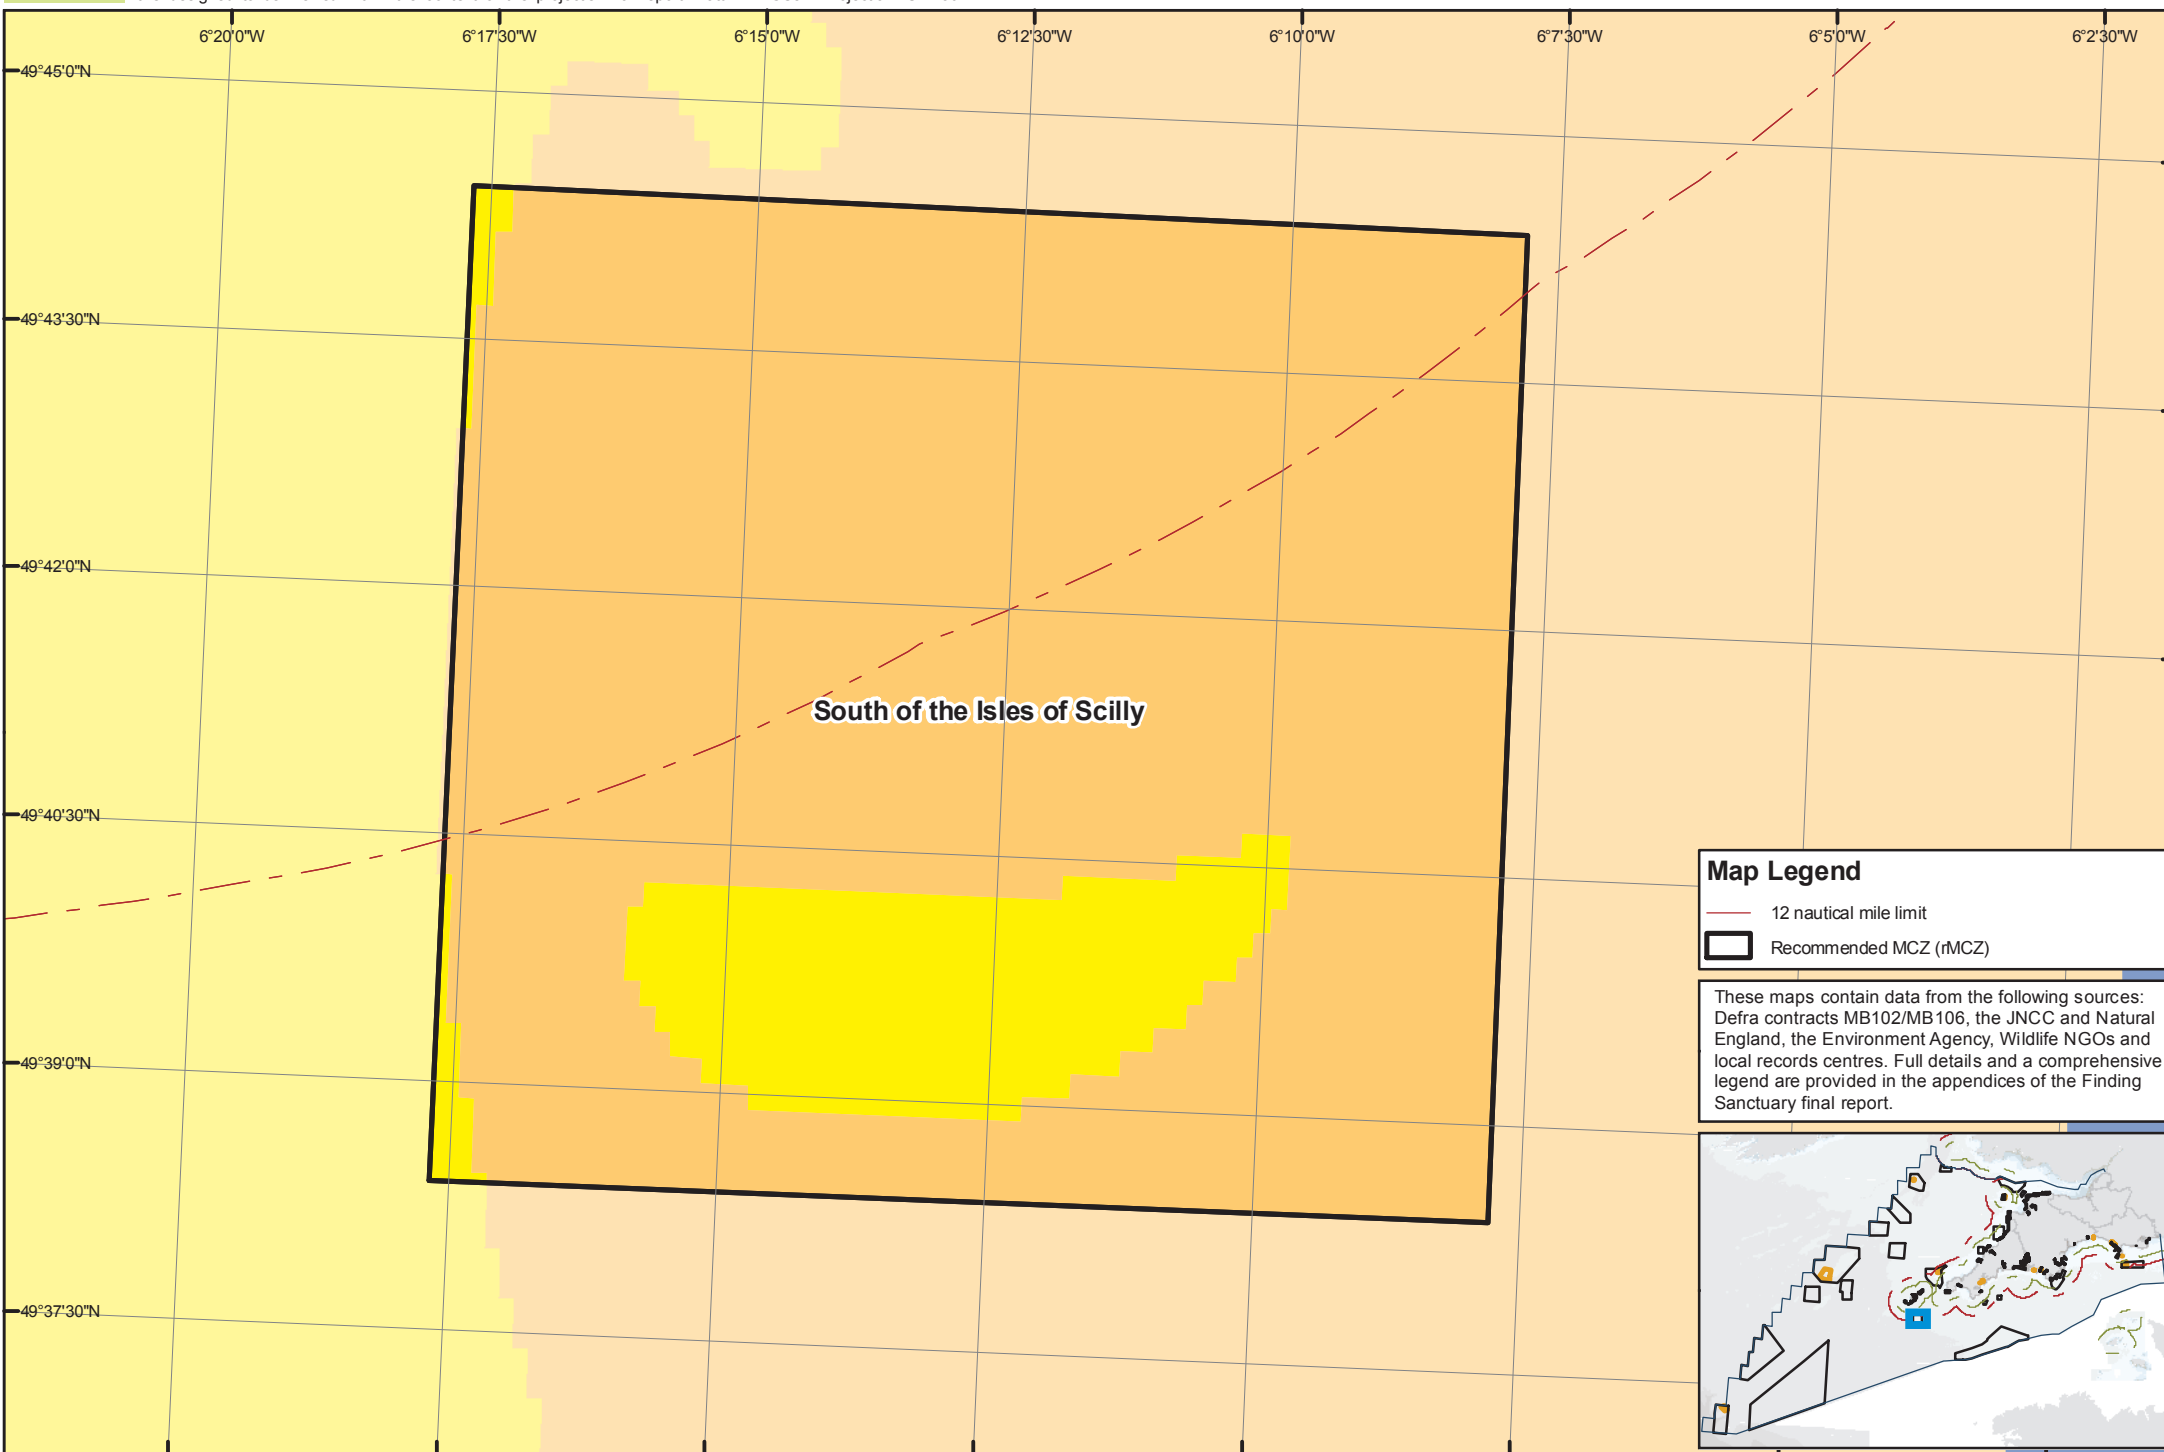 6°20'0"W 6°17'30"W 6°15'0"W 6°12'30"W 6°10'0"W 6°7'30"W 6°5'0"W 6°2'30"W
49°45'0"N
49°43'30"N
49°42'0"N
South of the Isles of Scilly
49°40'30"N
49°39'0"N
49°37'30"N
Map Legend
12 nautical mile limit
Recommended MCZ (rMCZ)
These maps contain data from the following sources:
Defra contracts MB102/MB106, the JNCC and Natural
England, the Environment Agency, Wildlife NGOs and
local records centres. Full details and a comprehensive
legend are provided in the appendices of the Finding
Sanctuary final report.